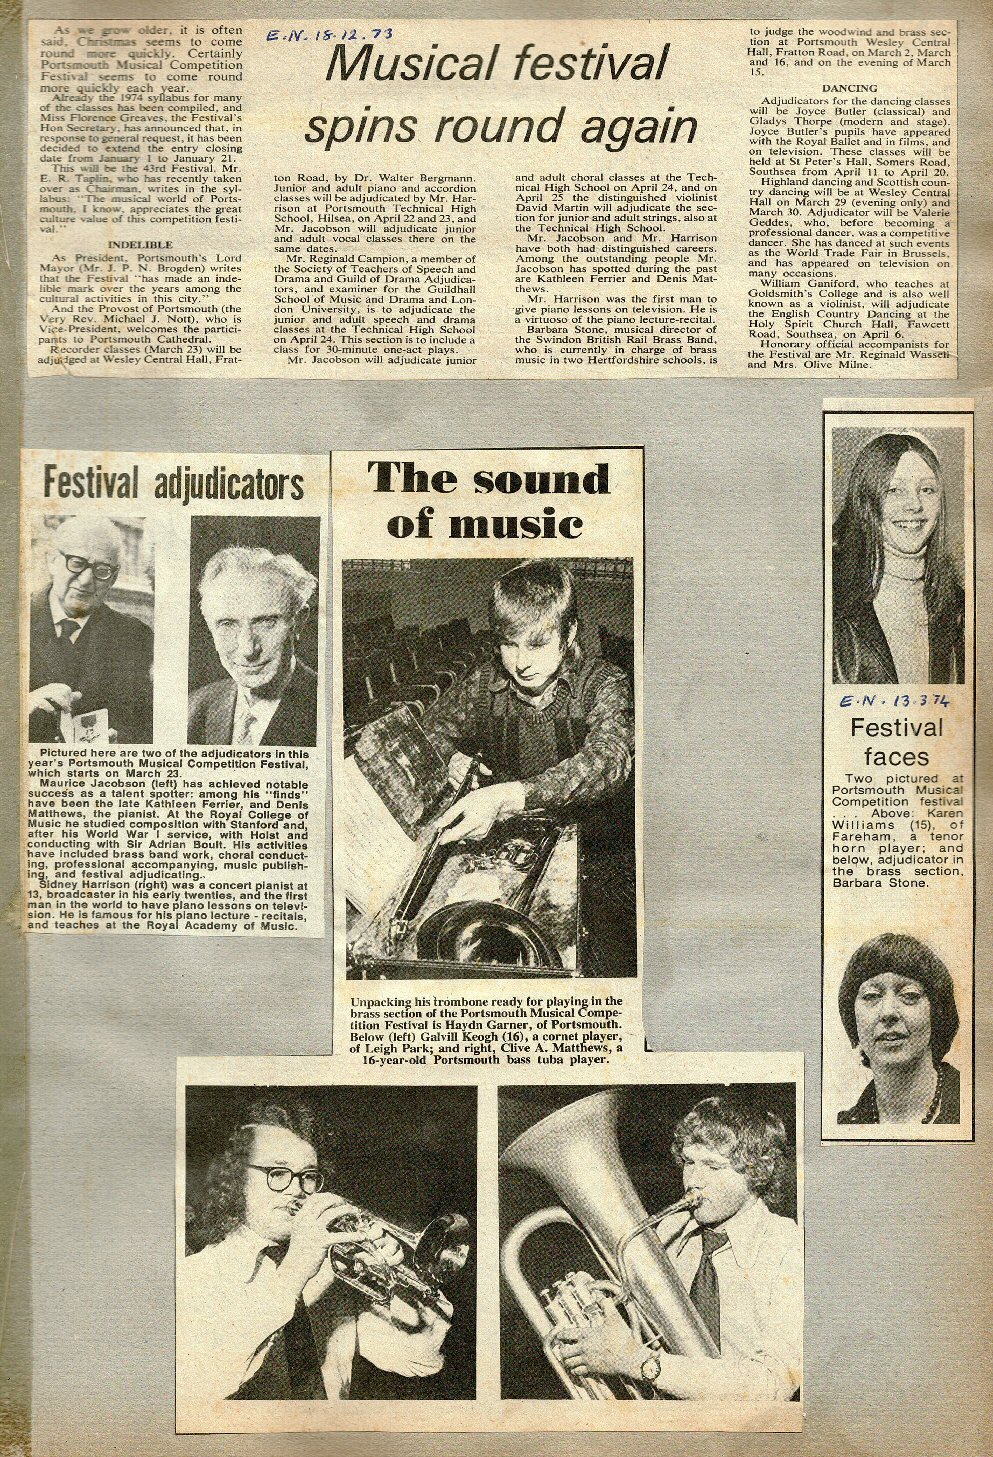 As we grow older, it is often
said, Christmas seems to come
round more quickly. Certainly
Portsmouth Musical Competition
Festival seems to come round
more quickly each year.
Already the 1974 syllabus for many
of the classes has been compiled, and
Miss Florence Greaves, the Festival's
Hon Secretary, has announced that, in
response to general request, it has been
decided to extend the entry closing
date from January 1 to January 21.
This will be the 43rd Festival. Mr.
E. R. Taplin, who has recently taken
over as Chairman, writes in the syl-
labus: "The musical world of Ports-
mouth, I know, appreciates the great
culture value of this competition festi-
val."
INDELIBLE
As President, Portsmouth's Lord
Mayor (Mr. J. P. N. Brogden) writes
that the Festival "has made an inde-
lible mark over the years among the
cultural activities in this city."
And the Provost of Portsmouth (the
Very Rev. Michael J. Nott), who is
Vice-President, welcomes the partici-
pants to Portsmouth Cathedral.
Recorder classes (March 23) will be
adjudged at Wesley Central Hall, Frat-
E.N. 18.12.73
Musical festival
spins round again
ton Road, by Dr. Walter Bergmann.
Junior and adult piano and accordion
classes will be adjudicated by Mr. Har-
rison at Portsmouth Technical High
School, Hilsea, on April 22 and 23, and
Mr. Jacobson will adjudicate junior
and adult vocal classes there on the
same dates.
Mr. Reginald Campion, a member of
the Society of Teachers of Speech and
Drama and Guild of Drama Adjudica-
tors, and examiner for the Guildhall
School of Music and Drama and Lon-
don University, is to adjudicate the
junior and adult speech and drama
classes at the Technical High School
on April 24. This section is to include a
class for 30-minute one-act plays.
Mr. Jacobson will adjudicate junior
and adult choral classes at the Tech-
nical High School on April 24, and on
April 25 the distinguished violinist
David Martin will adjudicate the sec-
tion for junior and adult strings, also at
the Technical High School.
Mr. Jacobson and Mr. Harrison
have both had distinguished careers.
Among the outstanding people Mr.
Jacobson has spotted during the past
are Kathleen Ferrier and Denis Mat-
thews.
Mr. Harrison was the first man to
give piano lessons on television. He is
a virtuoso of the piano lecture-recital.
Barbara Stone, musical director of
the Swindon British Rail Brass Band,
who is currently in charge of brass
music in two Hertfordshire schools, is
to judge the woodwind and brass sec-
tion at Portsmouth Wesley Central
Hall, Fratton Road, on March 2, March
and 16, and on the evening of March
15.
DANCING
Adjudicators for the dancing classes
will be Joyce Butler (classical) and
Gladys Thorpe (modern and stage).
Joyce Butler's pupils have appeared
with the Royal Ballet and in films, and
on television. These classes will be
held at St Peter's Hall, Somers Road,
Southsea from April 11 to April 20.
Highland dancing and Scottish coun-
try dancing will be at Wesley Central
Hall on March 29 (evening only) and
March 30. Adjudicator will be Valerie
Geddes, who, before becoming a
professional dancer, was a competitive
dancer. She has danced at such events
as the World Trade Fair in Brussels,
and has appeared on television on
many occasions.
William Ganiford, who teaches at
Goldsmith's College and is also well
known as a violinist, will adjudicate
the English Country Dancing at the
Holy Spirit Church Hall, Fawcett
Road, Southsea, on April 6.
Honorary official accompanists for
the Festival are Mr. Reginald Wassell
and Mrs. Olive Milne.
Festival adjudicators
Pictured here are two of the adjudicators in this
year's Portsmouth Musical Competition Festival,
which starts on March 23.
Maurice Jacobson (left) has achieved notable
success as a talent spotter: among his "finds"
have been the late Kathleen Ferrier, and Denis
Matthews, the pianist. At the Royal College of
Music he studied composition with Stanford and,
after his World War I service, with Holst and
conducting with Sir Adrian Boult. His activities
have included brass band work, choral conduct-
ing, professional accompanying, music publish-
ing, and festival adjudicating..
Sidney Harrison (right) was a concert pianist at
13, broadcaster in his early twenties, and the first
man in the world to have piano lessons on televi-
sion. He is famous for his piano lecture - recitals,
and teaches at the Royal Academy of Music.
The sound
of music
Unpacking his trombone ready for playing in the
brass section of the Portsmouth Musical Compe-
tition Festival is Haydn Garner, of Portsmouth.
Below (left) Galvill Keogh (16), a cornet player,
of Leigh Park; and right, Clive A. Matthews, a
16-year-old Portsmouth bass tuba player.
E.N. 13.3.74
Festival
faces
Two pictured at
Portsmouth Musical
Competition festival
. . . . Above: Karen
Williams (15), of
Fareham, a tenor
horn player; and
below, adjudicator in
the brass section,
Barbara Stone.